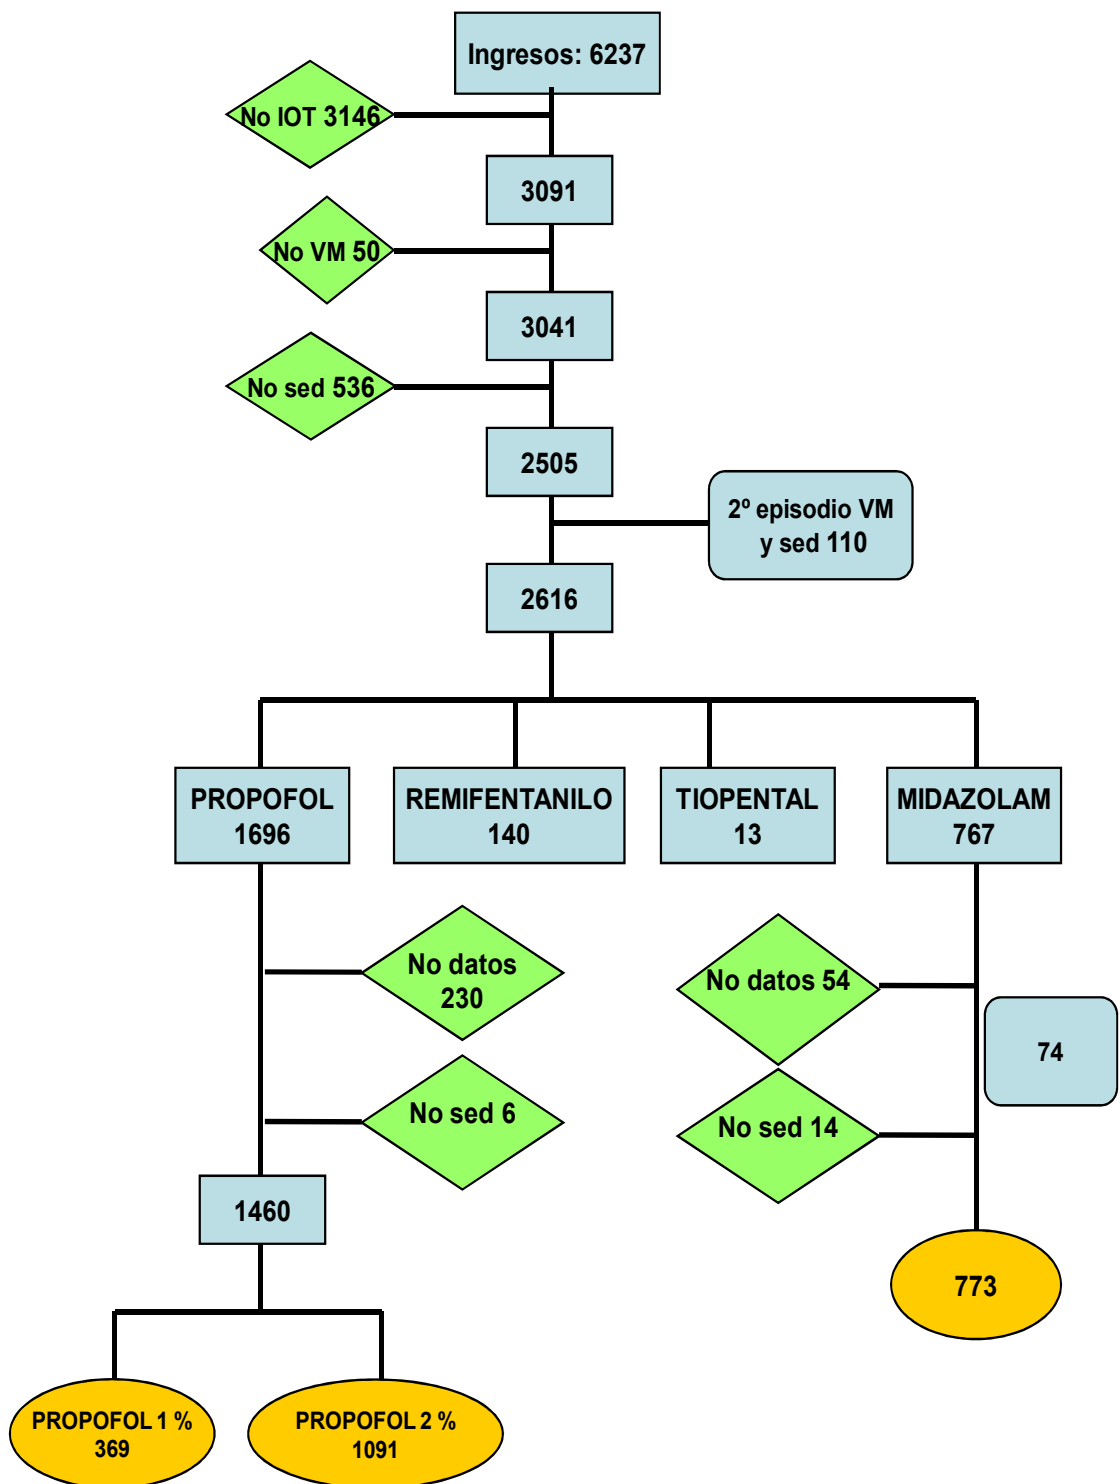 Ingresos: 6237
No IOT 3146
3091
No VM 50
3041
No sed 536
2505
2º episodio VM
y sed 110
2616
PROPOFOL
1696
REMIFENTANILO
140
TIOPENTAL
13
MIDAZOLAM
767
No datos
230
No datos 54
74
No sed 6
No sed 14
1460
773
PROPOFOL 1 %
369
PROPOFOL 2 %
1091